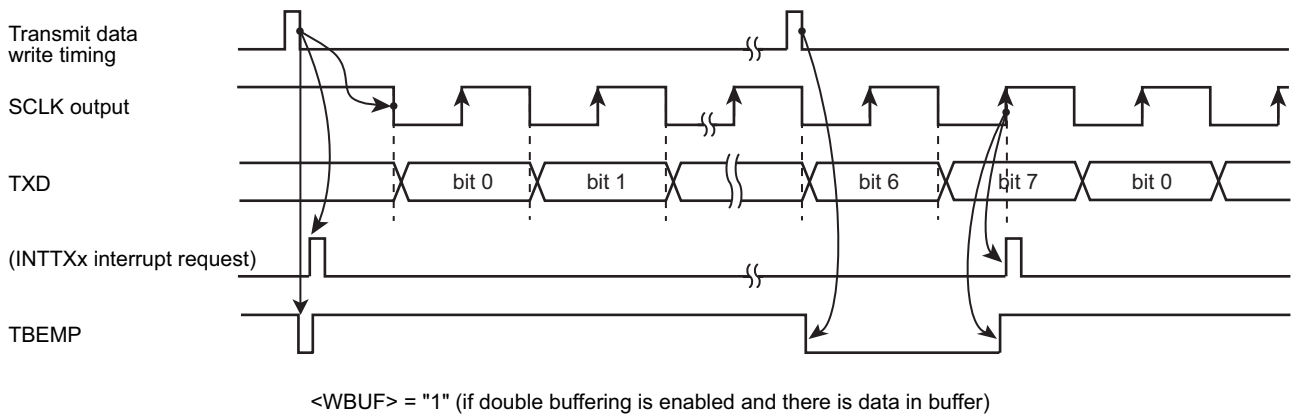 Transmit data
write timing
SCLK output
TXD
bit 0
bit 1
bit 6
bit 7
bit 0
(INTTXx interrupt request)
TBEMP
<WBUF> = "1" (if double buffering is enabled and there is data in buffer)